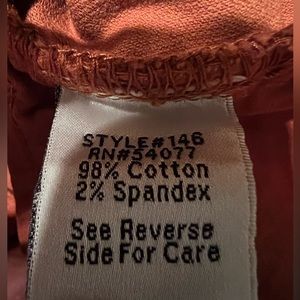 STYLE#146
RN#54077
98% Cotton
2% Spandex
See Reverse
Side For Care